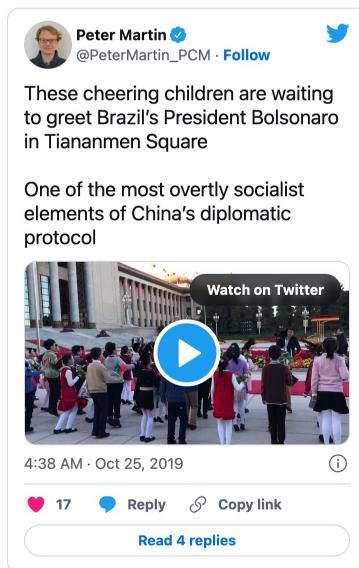 Peter Martin
@PeterMartin_PCM · Follow
These cheering children are waiting
to greet Brazil's President Bolsonaro
in Tiananmen Square
One of the most overtly socialist
elements of China's diplomatic
protocol
Watch on Twitter
4:38 AM · Oct 25, 2019
17 Reply Copy link
Read 4 replies